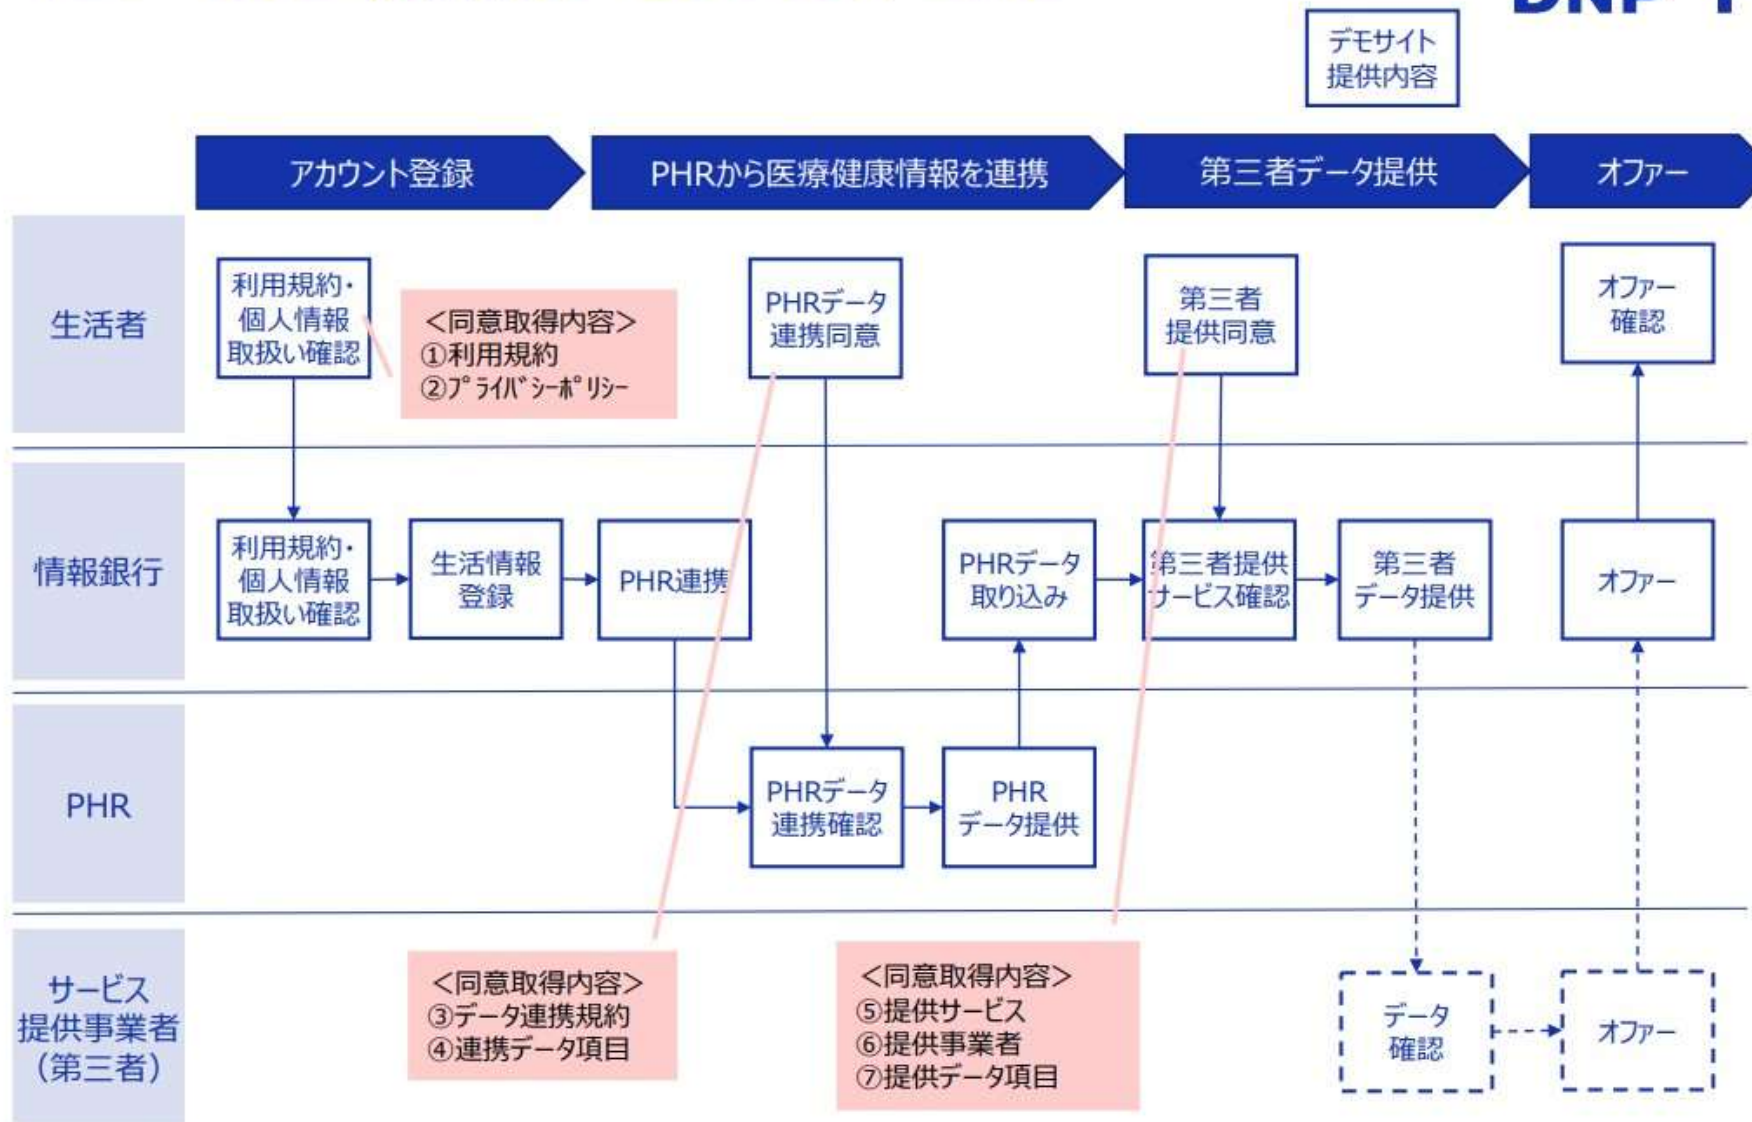 デモサイト
提供内容
アカウント登録
PHRから医療健康情報を連携
第三者データ提供
オファー
生活者
利用規約・
個人情報
取扱い確認
＜同意取得内容＞
①利用規約
②ﾌﾟﾗｲﾊﾞｼｰﾎﾟﾘｼｰ
PHRデータ
連携同意
第三者
提供同意
オファー
確認
情報銀行
利用規約・
個人情報
取扱い確認
生活情報
登録
PHR連携
PHRデータ
取り込み
第三者提供
サービス確認
第三者
データ提供
オファー
PHR
PHRデータ
連携確認
PHR
データ提供
サービス
提供事業者
（第三者）
＜同意取得内容＞
③データ連携規約
④連携データ項目
＜同意取得内容＞
⑤提供サービス
⑥提供事業者
⑦提供データ項目
データ
確認
オファー